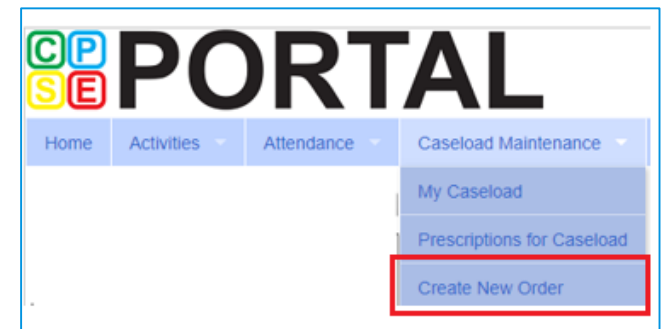 CP
SE PORTAL
Home Activities Attendance Caseload Maintenance
My Caseload
Prescriptions for Caseload
Create New Order